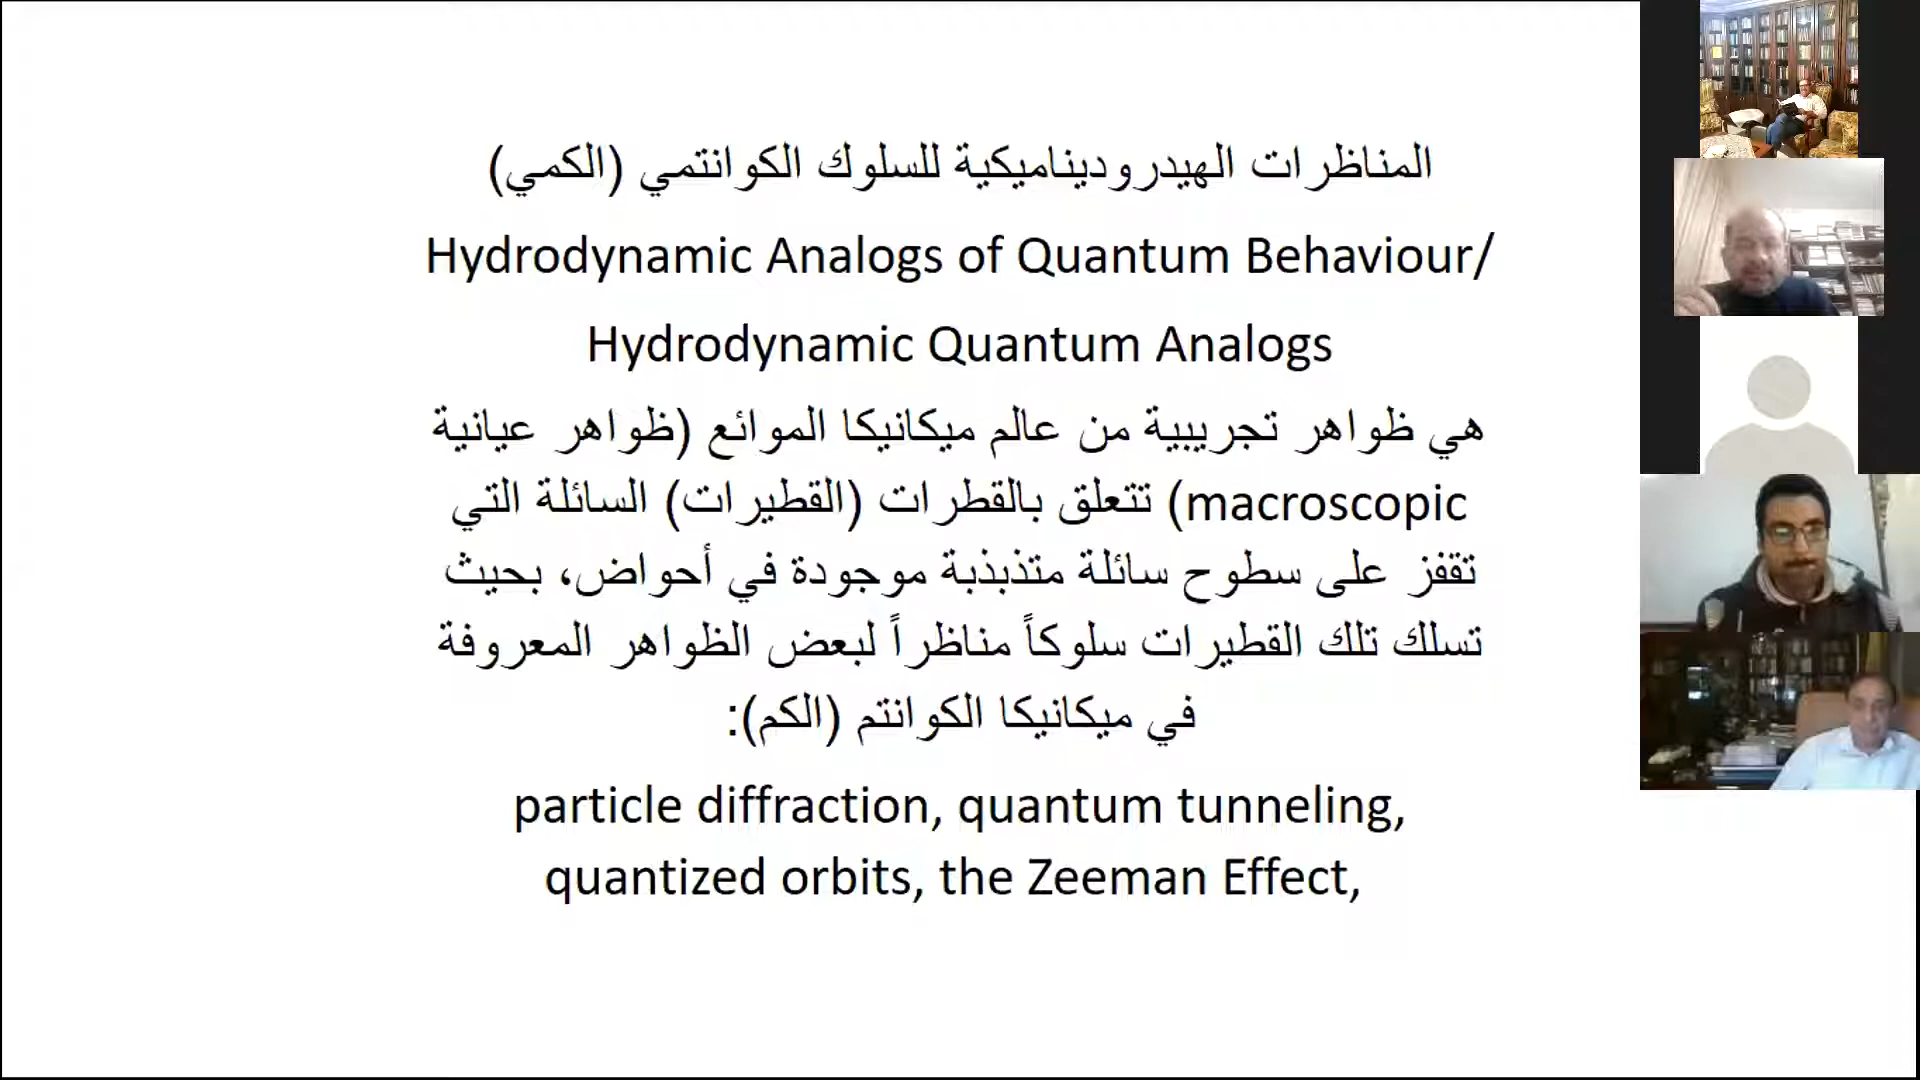 المناظرات الهيدروديناميكية للسلوك الكوانتمي (الكمي)
Hydrodynamic Analogs of Quantum Behaviour/
Hydrodynamic Quantum Analogs
هي ظواهر تجريبية من عالم ميكانيكا الموائع (ظواهر عيانية
macroscopic) تتعلق بالقطرات (القطيرات) السائلة التي
تقفز على سطوح سائلة متذبذبة موجودة في أحواض، بحيث
تسلك تلك القطيرات سلوكاً مناظراً لبعض الظواهر المعروفة
في ميكانيكا الكوانتم (الكم):
particle diffraction, quantum tunneling,
quantized orbits, the Zeeman Effect,